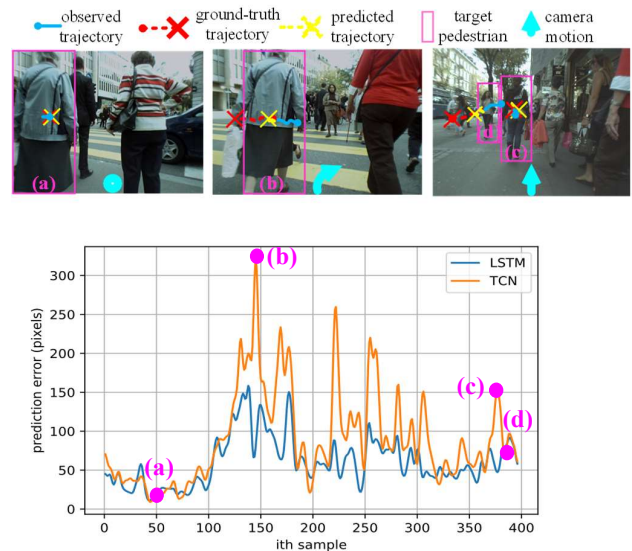 observed trajectory
ground-truth trajectory
predicted trajectory
target pedestrian
camera motion
(a)
(b)
(c)
d
prediction error (pixels)
300
250
200
150
100
50
0
0 50 100 150 200 250 300 350 400
ith sample
LSTM
TCN
(a)
(b)
(c)
(d)